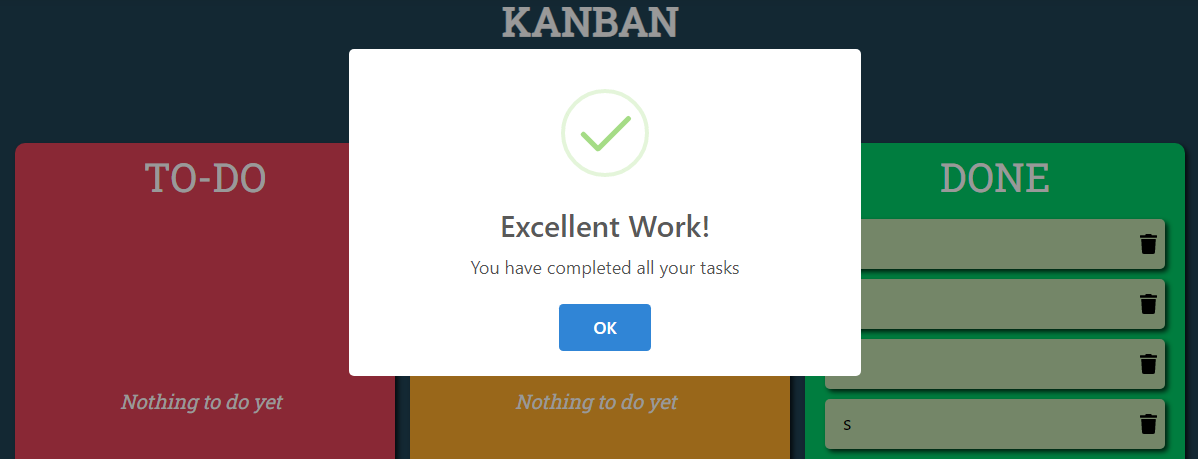 KANBAN
TO-DO
DONE
Excellent Work!
You have completed all your tasks
OK
Nothing to do yet
Nothing to do yet
s